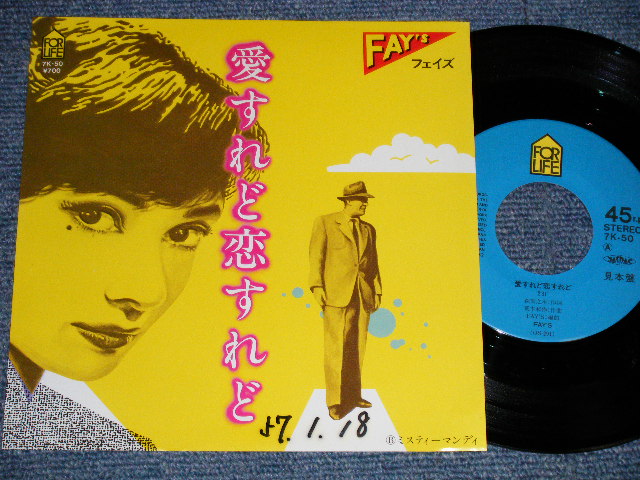 FOR
LIFE
7K-50
¥700
FAY'S
フェイズ
愛すれど恋すれど
57. 1. 18
Ⓑミスティーマンデイ
FOR
LIFE
45
STEREO
7K-50
Ⓐ
見本盤
愛すれど恋すれど
FAY'S